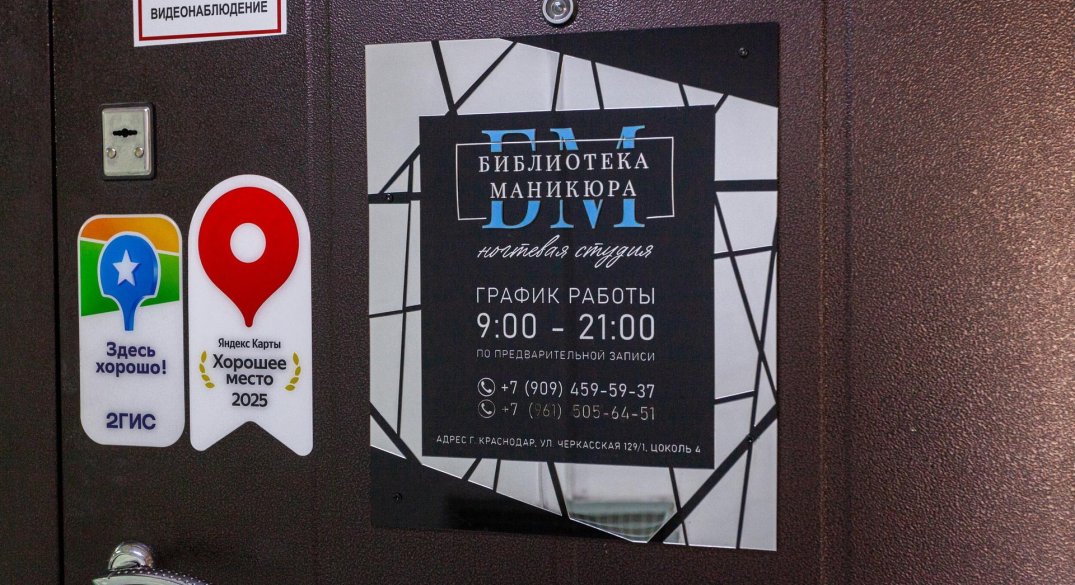 ВИДЕОНАБЛЮДЕНИЕ
БМ
БИБЛИОТЕКА
МАНИКЮРА
ногтевая студия
ГРАФИК РАБОТЫ
9:00 - 21:00
ПО ПРЕДВАРИТЕЛЬНОЙ ЗАПИСИ
+7 (909) 459-59-37
+7 (961) 505-64-51
АДРЕС Г. КРАСНОДАР, УЛ. ЧЕРКАССКАЯ 129/1, ЦОКОЛЬ 4
Здесь
хорошо!
2ГИС
Яндекс Карты
Хорошее
место
2025